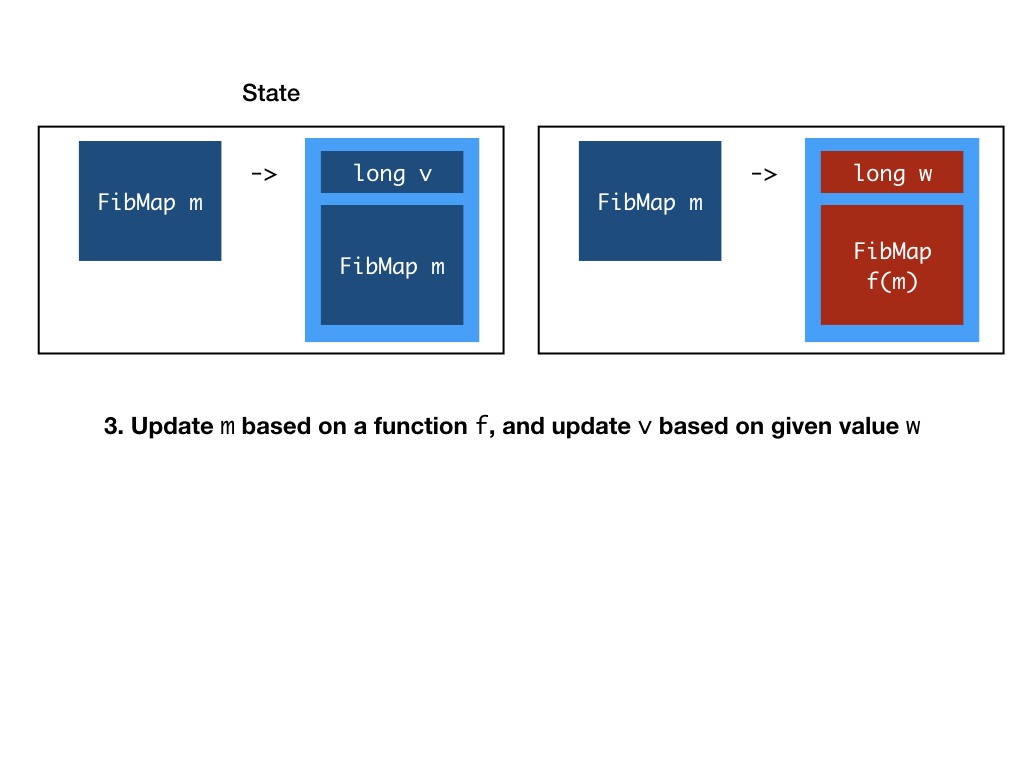 State
FibMap m
->
long v
FibMap m
FibMap m
->
long w
FibMap
f(m)
3. Update m based on a function f, and update v based on given value w